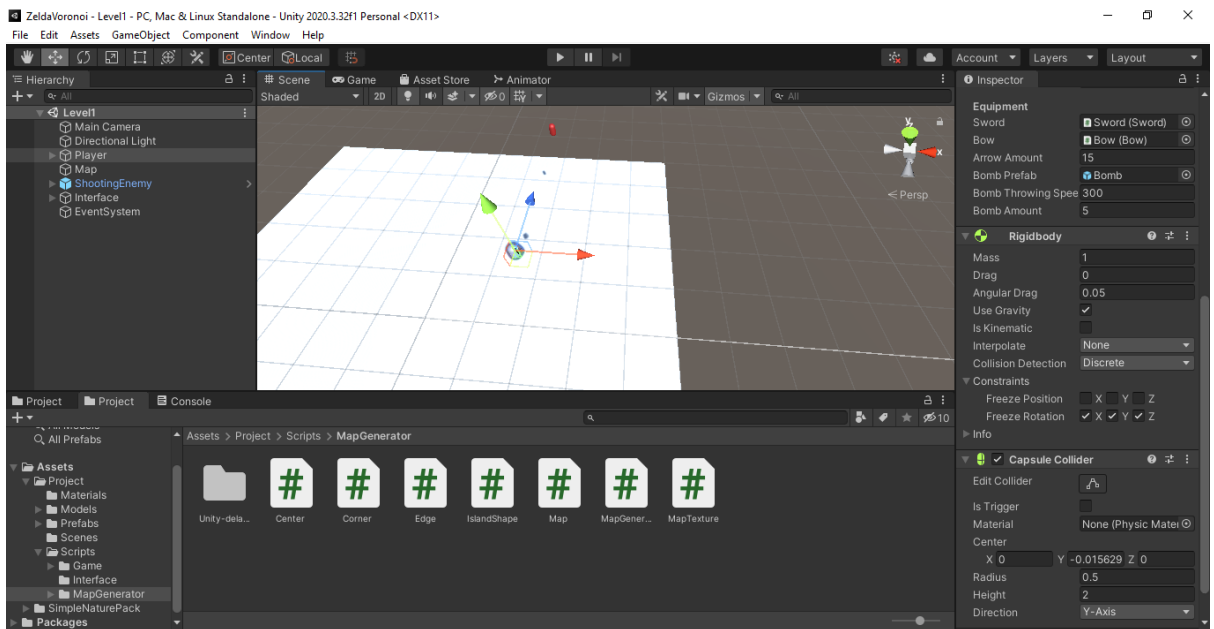 ZeldaVoronoi - Level1 - PC, Mac & Linux Standalone - Unity 2020.3.32f1 Personal <DX11>
File Edit Assets GameObject Component Window Help
Center Local Account Layers Layout
Hierarchy
All
Level1
Main Camera
Directional Light
Player
Map
ShootingEnemy
Interface
EventSystem
Scene Game Asset Store Animator
Shaded 2D 0 Gizmos All
y
x
Persp
Project Project Console
10
All Prefabs
Assets
Project
Materials
Models
Prefabs
Scenes
Scripts
Game
Interface
MapGenerator
SimpleNaturePack
Packages
Assets > Project > Scripts > MapGenerator
Unity-dela... Center Corner Edge IslandShape Map MapGener... MapTexture
Inspector
Equipment
Sword Sword (Sword)
Bow Bow (Bow)
Arrow Amount 15
Bomb Prefab Bomb
Bomb Throwing Spee 300
Bomb Amount 5
Rigidbody
Mass 1
Drag 0
Angular Drag 0.05
Use Gravity
Is Kinematic
Interpolate None
Collision Detection Discrete
Constraints
Freeze Position X Y Z
Freeze Rotation X Y Z
Info
Capsule Collider
Edit Collider
Is Trigger
Material None (Physic Mater
Center
X 0 Y -0.015629 Z 0
Radius 0.5
Height 2
Direction Y-Axis